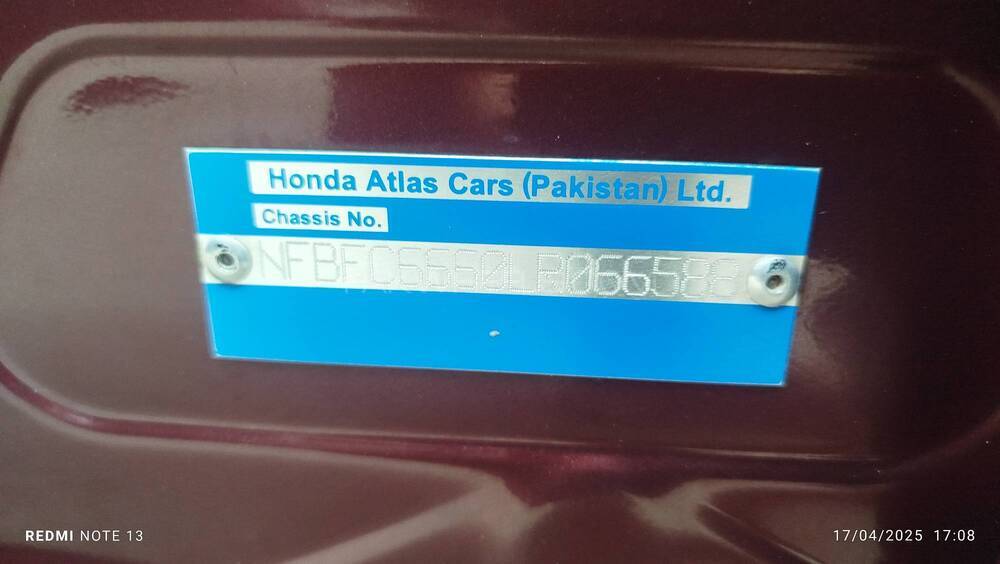 Honda Atlas Cars (Pakistan) Ltd.
Chassis No.
NFBFC6660LR066588
REDMI NOTE 13
17/04/2025 17:08